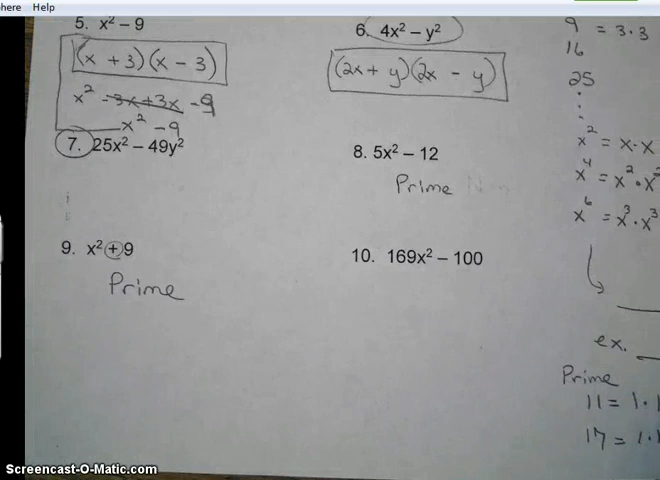 here Help
5. x² – 9
6. 4x² – y²
(x + 3)(x – 3)
(2x + y)(2x – y)
x² – 3x + 3x – 9
x² – 9
7. 25x² – 49y²
8. 5x² – 12
Prime
9. x² + 9
Prime
10. 169x² – 100
9 = 3·3
16
25
x² = x·x
x⁴ = x²·x²
x⁶ = x³·x³
ex.
Prime
11 = 1·1
17 = 1·1
Screencast-O-Matic.com